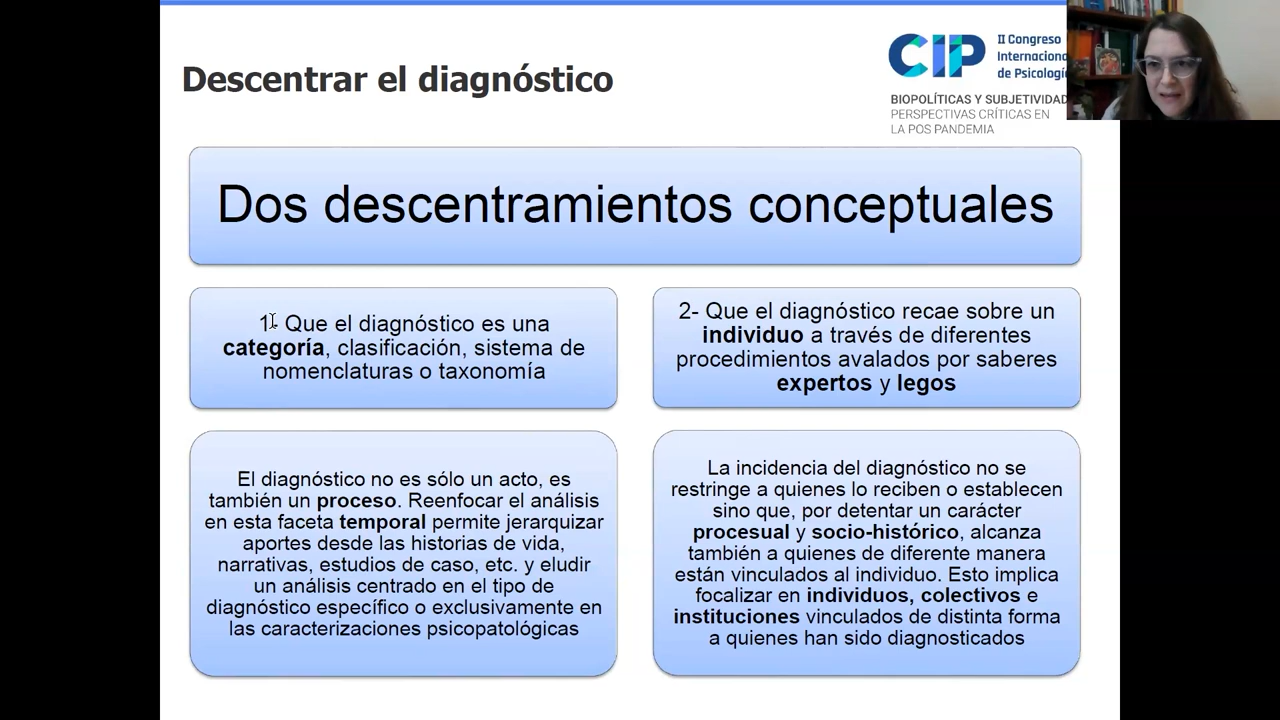 Descentrar el diagnóstico
CIP
II Congreso
Internacional
de Psicologí
BIOPOLÍTICAS Y SUBJETIVIDAD
PERSPECTIVAS CRÍTICAS EN
LA POS PANDEMIA
Dos descentramientos conceptuales
1- Que el diagnóstico es una
categoría, clasificación, sistema de
nomenclaturas o taxonomía
2- Que el diagnóstico recae sobre un
individuo a través de diferentes
procedimientos avalados por saberes
expertos y legos
El diagnóstico no es sólo un acto, es
también un proceso. Reenfocar el análisis
en esta faceta temporal permite jerarquizar
aportes desde las historias de vida,
narrativas, estudios de caso, etc. y eludir
un análisis centrado en el tipo de
diagnóstico específico o exclusivamente en
las caracterizaciones psicopatológicas
La incidencia del diagnóstico no se
restringe a quienes lo reciben o establecen
sino que, por detentar un carácter
procesual y socio-histórico, alcanza
también a quienes de diferente manera
están vinculados al individuo. Esto implica
focalizar en individuos, colectivos e
instituciones vinculados de distinta forma
a quienes han sido diagnosticados